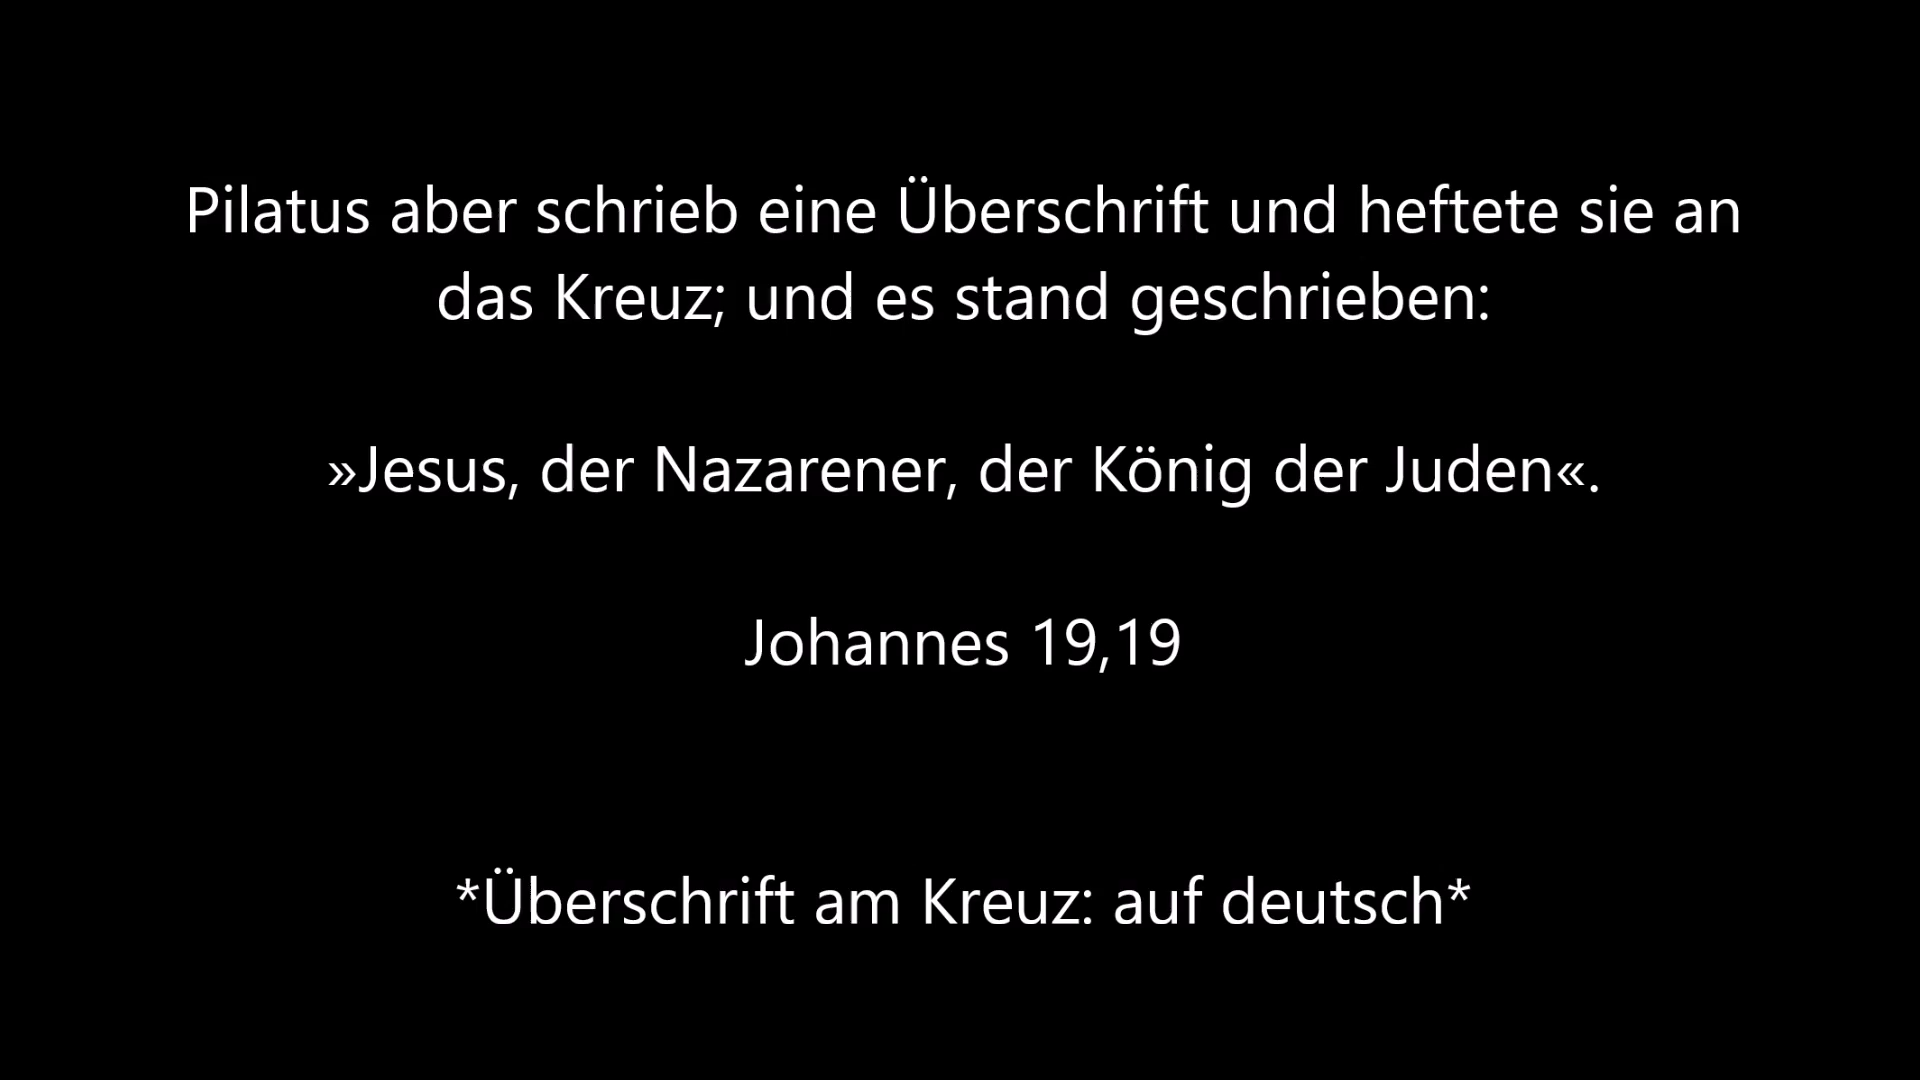 Pilatus aber schrieb eine Überschrift und heftete sie an
das Kreuz; und es stand geschrieben:
»Jesus, der Nazarener, der König der Juden«.
Johannes 19,19
*Überschrift am Kreuz: auf deutsch*